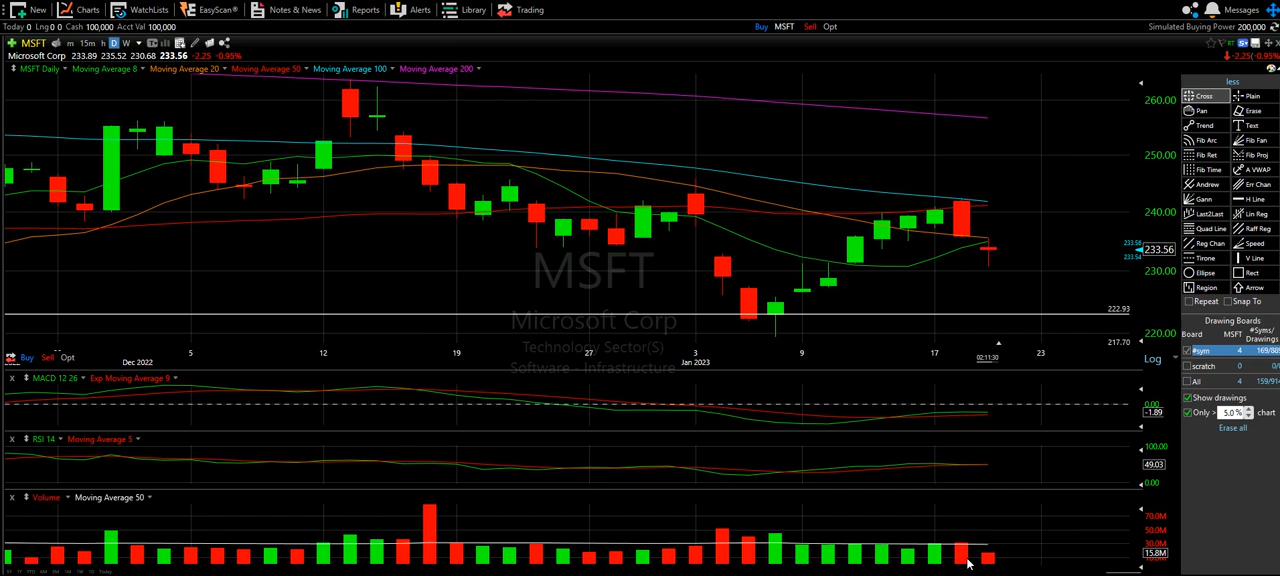 New Charts WatchLists EasyScan® Notes & News Reports Alerts Library Trading Messages
Today 0 Lng 0 0 Cash 100,000 Acct Val 100,000 Buy MSFT Sell Opt Simulated Buying Power 200,000
MSFT m 15m h D W
Microsoft Corp 233.89 235.52 230.68 233.56 -2.25 -0.95% -2.25(-0.95%)
MSFT Daily Moving Average 8 Moving Average 20 Moving Average 50 Moving Average 100 Moving Average 200
less
Cross Plain
Pan Erase
Trend Text
Fib Arc Fib Fan
Fib Ret Fib Proj
Fib Time A VWAP
Andrew Err Chan
Gann H Line
Last2Last Lin Reg
Quad Line Raff Reg
Reg Chan Speed
Tirone V Line
Ellipse Rect
Region Arrow
Repeat Snap To
Drawing Boards
Board MSFT #Syms/
Drawings
#sym 4
scratch 0
All 4
Show drawings
Only > 5.0 % chart
Erase all
260.00
250.00
240.00
233.56
233.56
233.54
230.00
222.93
220.00
217.70
MSFT
Microsoft Corp
Technology Sector(S)
Software - Infrastructure
Buy Sell Opt
Dec 2022 5 12 19 27 3 9 17 23
Jan 2023
02:11:30
Log
MACD 12 26 Exp Moving Average 9
0.00
-1.89
RSI 14 Moving Average 5
100.00
49.03
0.00
Volume Moving Average 50
70.0M
50.0M
30.0M
15.8M